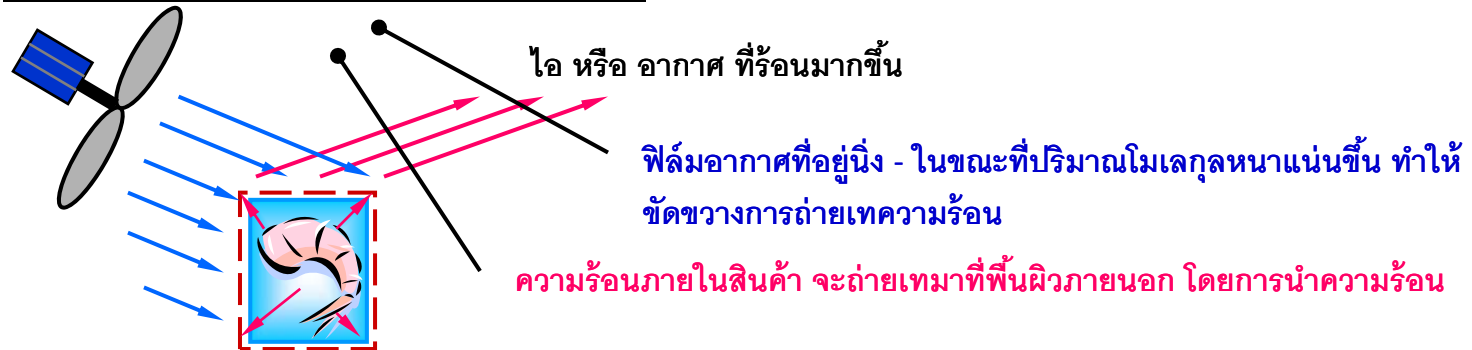 ไอ หรือ อากาศ ที่ร้อนมากขึ้น
ฟิล์มอากาศที่อยู่นิ่ง - ในขณะที่ปริมาณโมเลกุลหนาแน่นขึ้น ทำให้
ขัดขวางการถ่ายเทความร้อน
ความร้อนภายในสินค้า จะถ่ายเทมาที่พื้นผิวภายนอก โดยการนำความร้อน